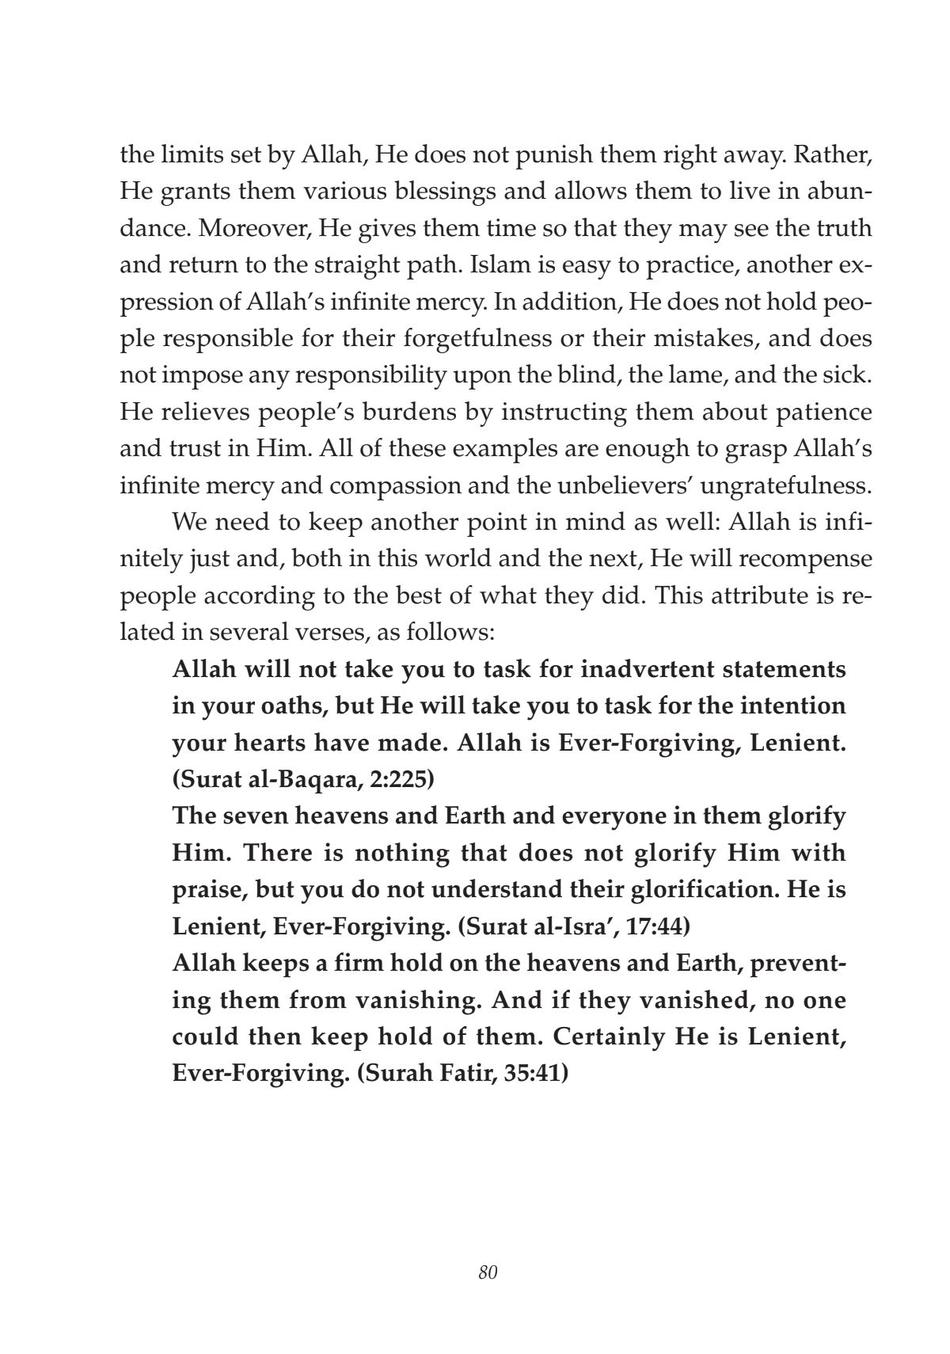 the limits set by Allah, He does not punish them right away. Rather,
He grants them various blessings and allows them to live in abun-
dance. Moreover, He gives them time so that they may see the truth
and return to the straight path. Islam is easy to practice, another ex-
pression of Allah’s infinite mercy. In addition, He does not hold peo-
ple responsible for their forgetfulness or their mistakes, and does
not impose any responsibility upon the blind, the lame, and the sick.
He relieves people’s burdens by instructing them about patience
and trust in Him. All of these examples are enough to grasp Allah’s
infinite mercy and compassion and the unbelievers’ ungratefulness.
We need to keep another point in mind as well: Allah is infi-
nitely just and, both in this world and the next, He will recompense
people according to the best of what they did. This attribute is re-
lated in several verses, as follows:
Allah will not take you to task for inadvertent statements
in your oaths, but He will take you to task for the intention
your hearts have made. Allah is Ever-Forgiving, Lenient.
(Surat al-Baqara, 2:225)
The seven heavens and Earth and everyone in them glorify
Him. There is nothing that does not glorify Him with
praise, but you do not understand their glorification. He is
Lenient, Ever-Forgiving. (Surat al-Isra’, 17:44)
Allah keeps a firm hold on the heavens and Earth, prevent-
ing them from vanishing. And if they vanished, no one
could then keep hold of them. Certainly He is Lenient,
Ever-Forgiving. (Surah Fatir, 35:41)
80